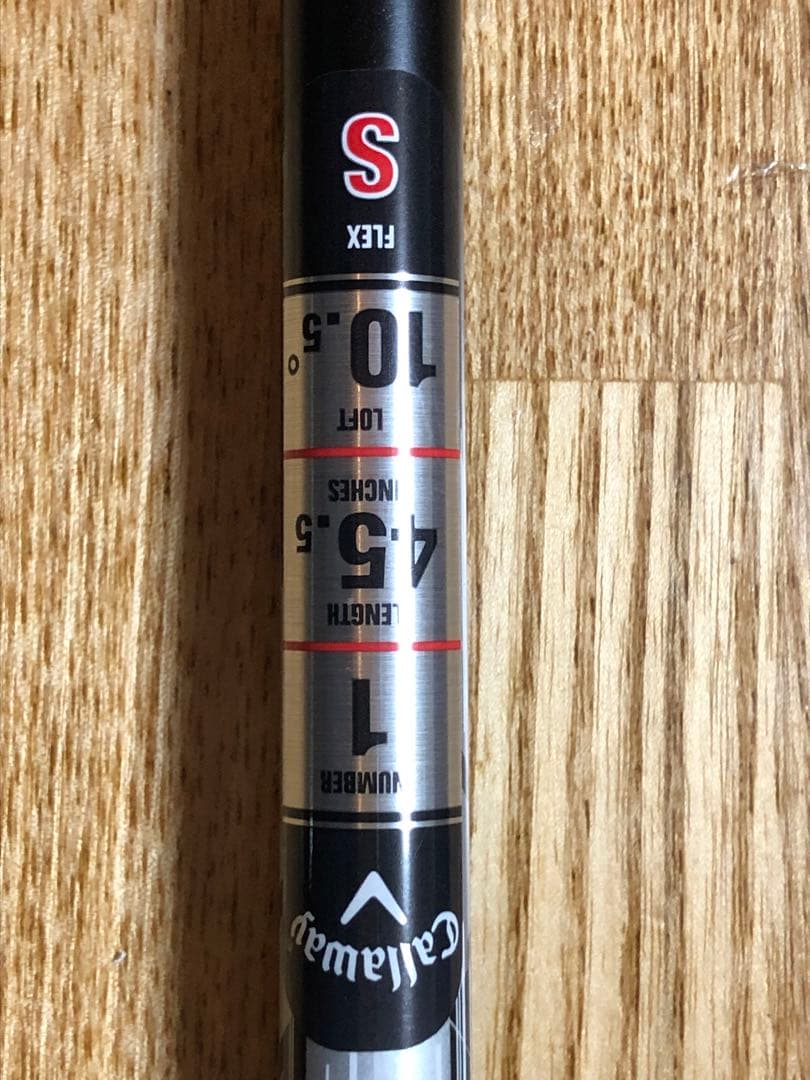 Callaway
NUMBER
1
LENGTH
45.5
INCHES
LOFT
10.5°
FLEX
S